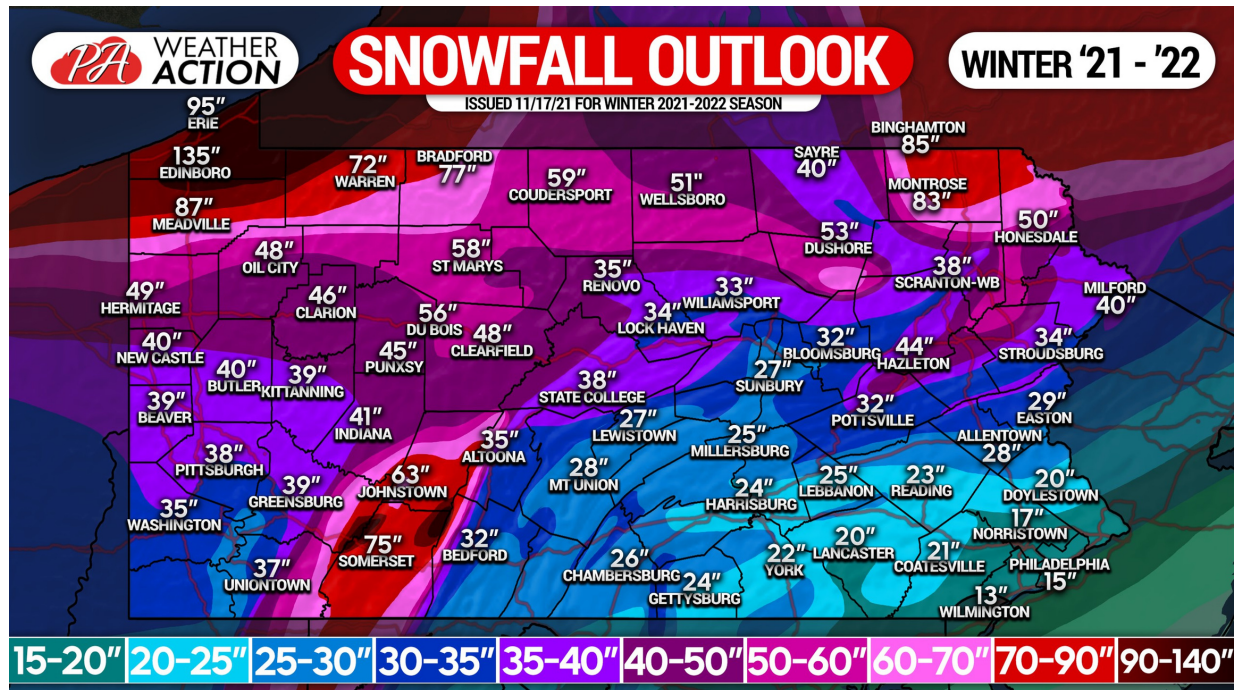 PA WEATHER
ACTION
SNOWFALL OUTLOOK
ISSUED 11/17/21 FOR WINTER 2021-2022 SEASON
WINTER '21 - '22
95"
ERIE
135"
EDINBORO
87"
MEADVILLE
72"
WARREN
BRADFORD
77"
59"
COUDERSPORT
51"
WELLSBORO
SAYRE
40"
BINGHAMTON
85"
MONTROSE
83"
50"
HONESDALE
48"
OIL CITY
58"
ST MARYS
35"
RENOVO
53"
DUSHORE
38"
SCRANTON-WB
MILFORD
40"
49"
HERMITAGE
46"
CLARION
56"
DU BOIS
48"
CLEARFIELD
34"
LOCK HAVEN
33"
WILIAMSPORT
32"
BLOOMSBURG
44"
HAZLETON
34"
STROUDSBURG
40"
NEW CASTLE
40"
BUTLER
39"
KITTANNING
45"
PUNXSY
38"
STATE COLLEGE
27"
SUNBURY
32"
POTTSVILLE
29"
EASTON
39"
BEAVER
41"
INDIANA
27"
LEWISTOWN
25"
MILLERSBURG
ALLENTOWN
28"
38"
PITTSBURGH
39"
GREENSBURG
63"
JOHNSTOWN
35"
ALTOONA
28"
MT UNION
24"
HARRISBURG
25"
LEBBANON
23"
READING
20"
DOYLESTOWN
35"
WASHINGTON
37"
UNIONTOWN
75"
SOMERSET
32"
BEDFORD
26"
CHAMBERSBURG
24"
GETTYSBURG
22"
YORK
20"
LANCASTER
21"
COATESVILLE
17"
NORRISTOWN
PHILADELPHIA
15"
13"
WILMINGTON
15-20" 20-25" 25-30" 30-35" 35-40" 40-50" 50-60" 60-70" 70-90" 90-140"